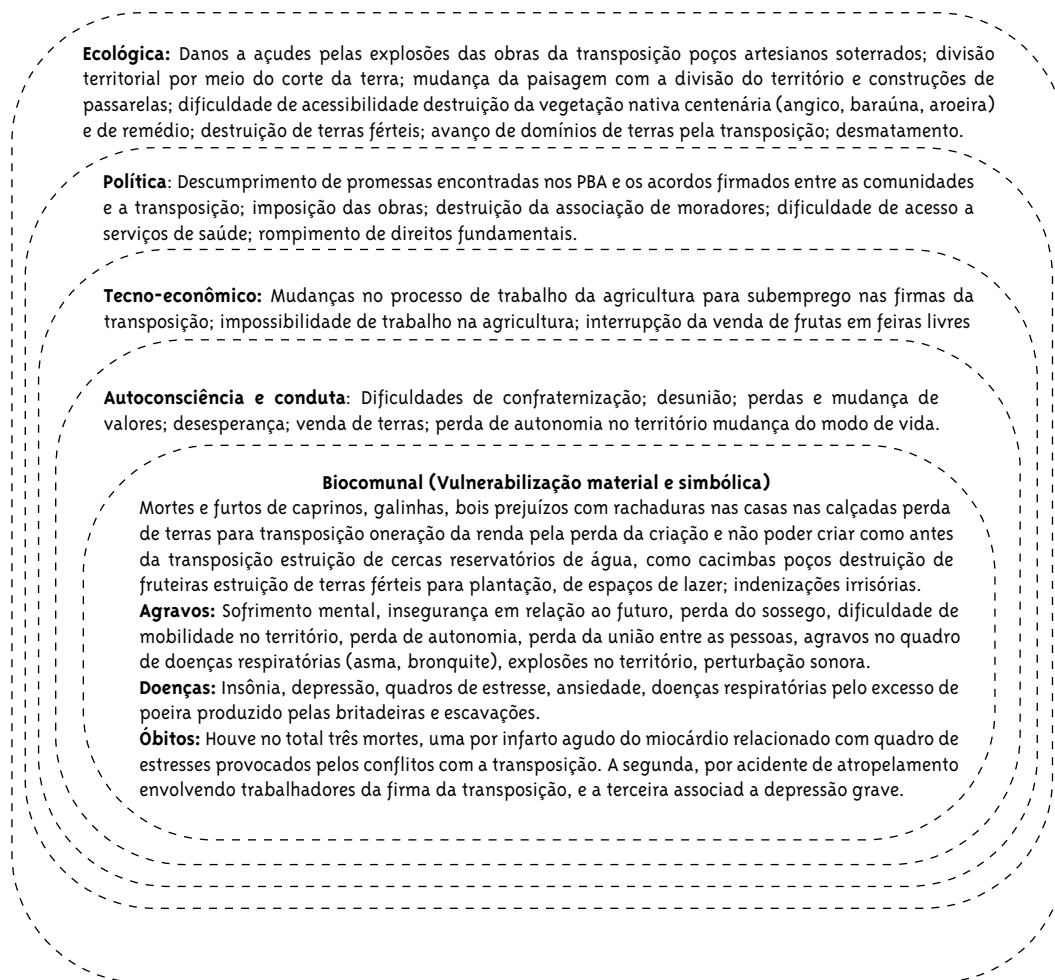 Ecológica: Danos a açudes pelas explosões das obras da transposição poços artesianos soterrados; divisão
territorial por meio do corte da terra; mudança da paisagem com a divisão do território e construções de
passarelas; dificuldade de acessibilidade destruição da vegetação nativa centenária (angico, baraúna, aroeira)
e de remédio; destruição de terras férteis; avanço de domínios de terras pela transposição; desmatamento.
Política: Descumprimento de promessas encontradas nos PBA e os acordos firmados entre as comunidades
e a transposição; imposição das obras; destruição da associação de moradores; dificuldade de acesso a
serviços de saúde; rompimento de direitos fundamentais.
Tecno-econômico: Mudanças no processo de trabalho da agricultura para subemprego nas firmas da
transposição; impossibilidade de trabalho na agricultura; interrupção da venda de frutas em feiras livres
Autoconsciência e conduta: Dificuldades de confraternização; desunião; perdas e mudança de
valores; desesperança; venda de terras; perda de autonomia no território mudança do modo de vida.
Biocomunal (Vulnerabilização material e simbólica)
Mortes e furtos de caprinos, galinhas, bois prejuízos com rachaduras nas casas nas calçadas perda
de terras para transposição oneração da renda pela perda da criação e não poder criar como antes
da transposição estruição de cercas reservatórios de água, como cacimbas poços destruição de
fruteiras estruição de terras férteis para plantação, de espaços de lazer; indenizações irrisórias.
Agravos: Sofrimento mental, insegurança em relação ao futuro, perda do sossego, dificuldade de
mobilidade no território, perda de autonomia, perda da união entre as pessoas, agravos no quadro
de doenças respiratórias (asma, bronquite), explosões no território, perturbação sonora.
Doenças: Insônia, depressão, quadros de estresse, ansiedade, doenças respiratórias pelo excesso de
poeira produzido pelas britadeiras e escavações.
Óbitos: Houve no total três mortes, uma por infarto agudo do miocárdio relacionado com quadro de
estresses provocados pelos conflitos com a transposição. A segunda, por acidente de atropelamento
envolvendo trabalhadores da firma da transposição, e a terceira associad a depressão grave.